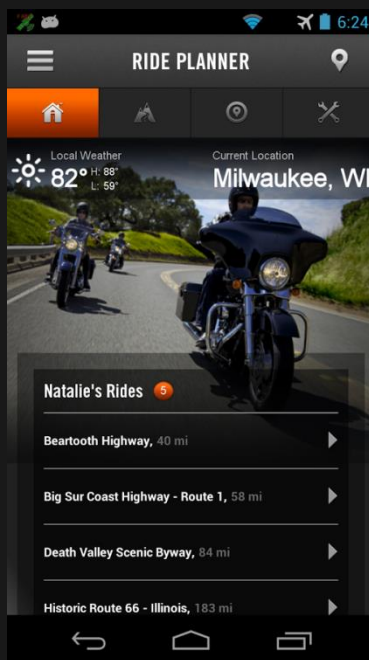 6:24
RIDE PLANNER
Local Weather
82° H: 88°
L: 59°
Current Location
Milwaukee, WI
Natalie's Rides 5
Beartooth Highway, 40 mi
Big Sur Coast Highway - Route 1, 58 mi
Death Valley Scenic Byway, 84 mi
Historic Route 66 - Illinois, 183 mi